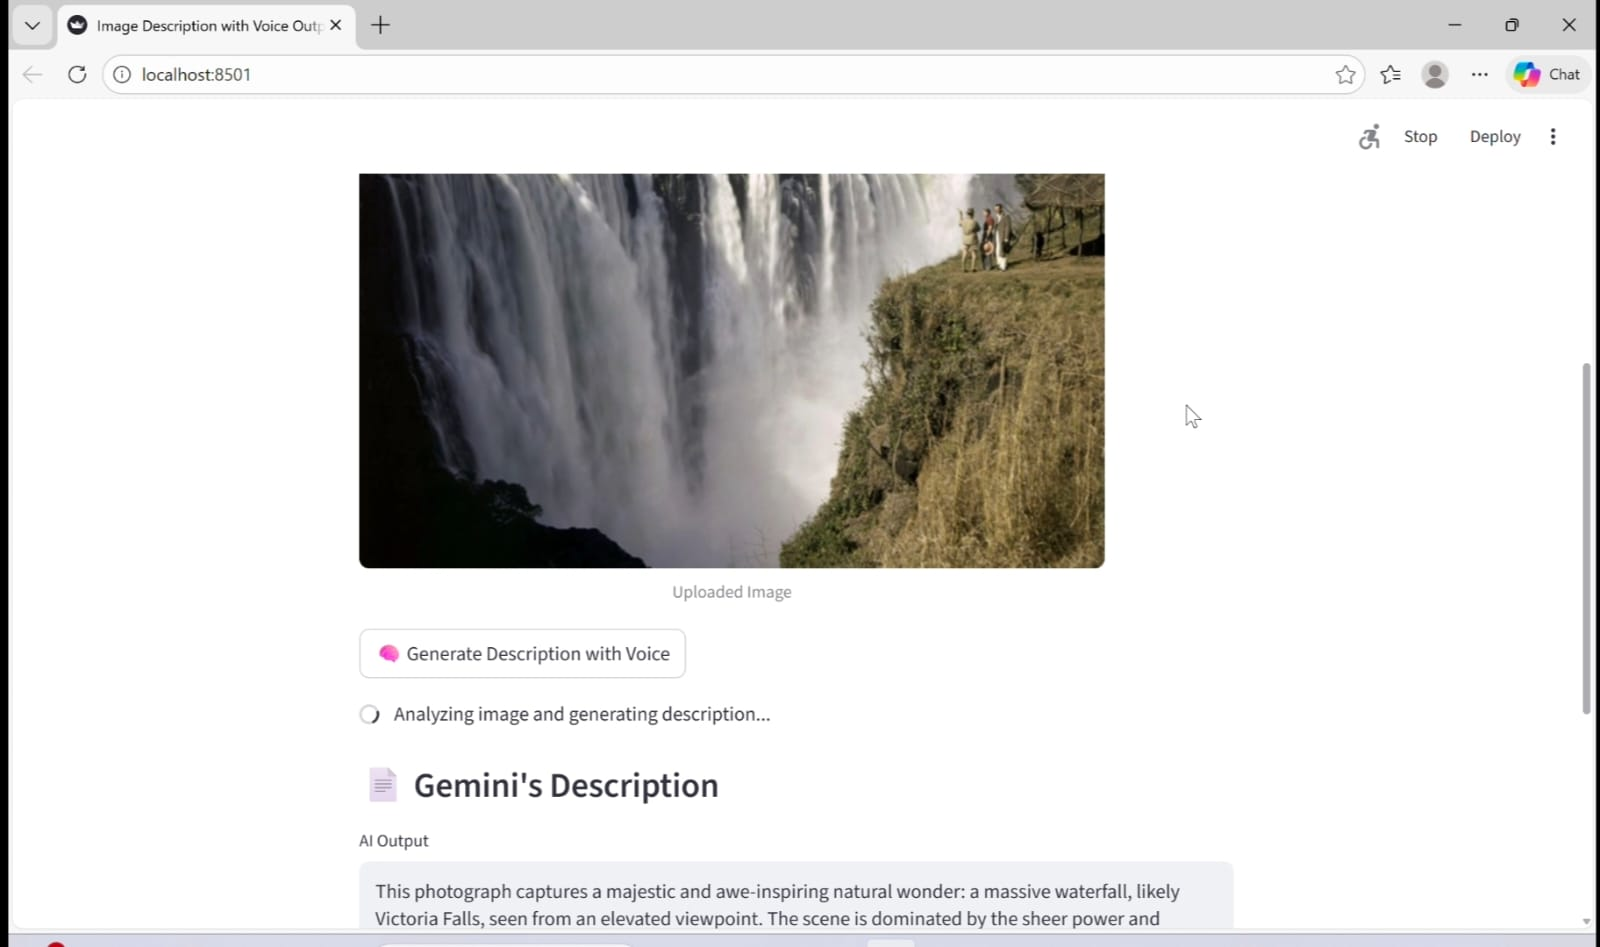 Image Description with Voice Outp
localhost:8501
Chat
Stop
Deploy
Uploaded Image
Generate Description with Voice
Analyzing image and generating description...
Gemini's Description
AI Output
This photograph captures a majestic and awe-inspiring natural wonder: a massive waterfall, likely
Victoria Falls, seen from an elevated viewpoint. The scene is dominated by the sheer power and